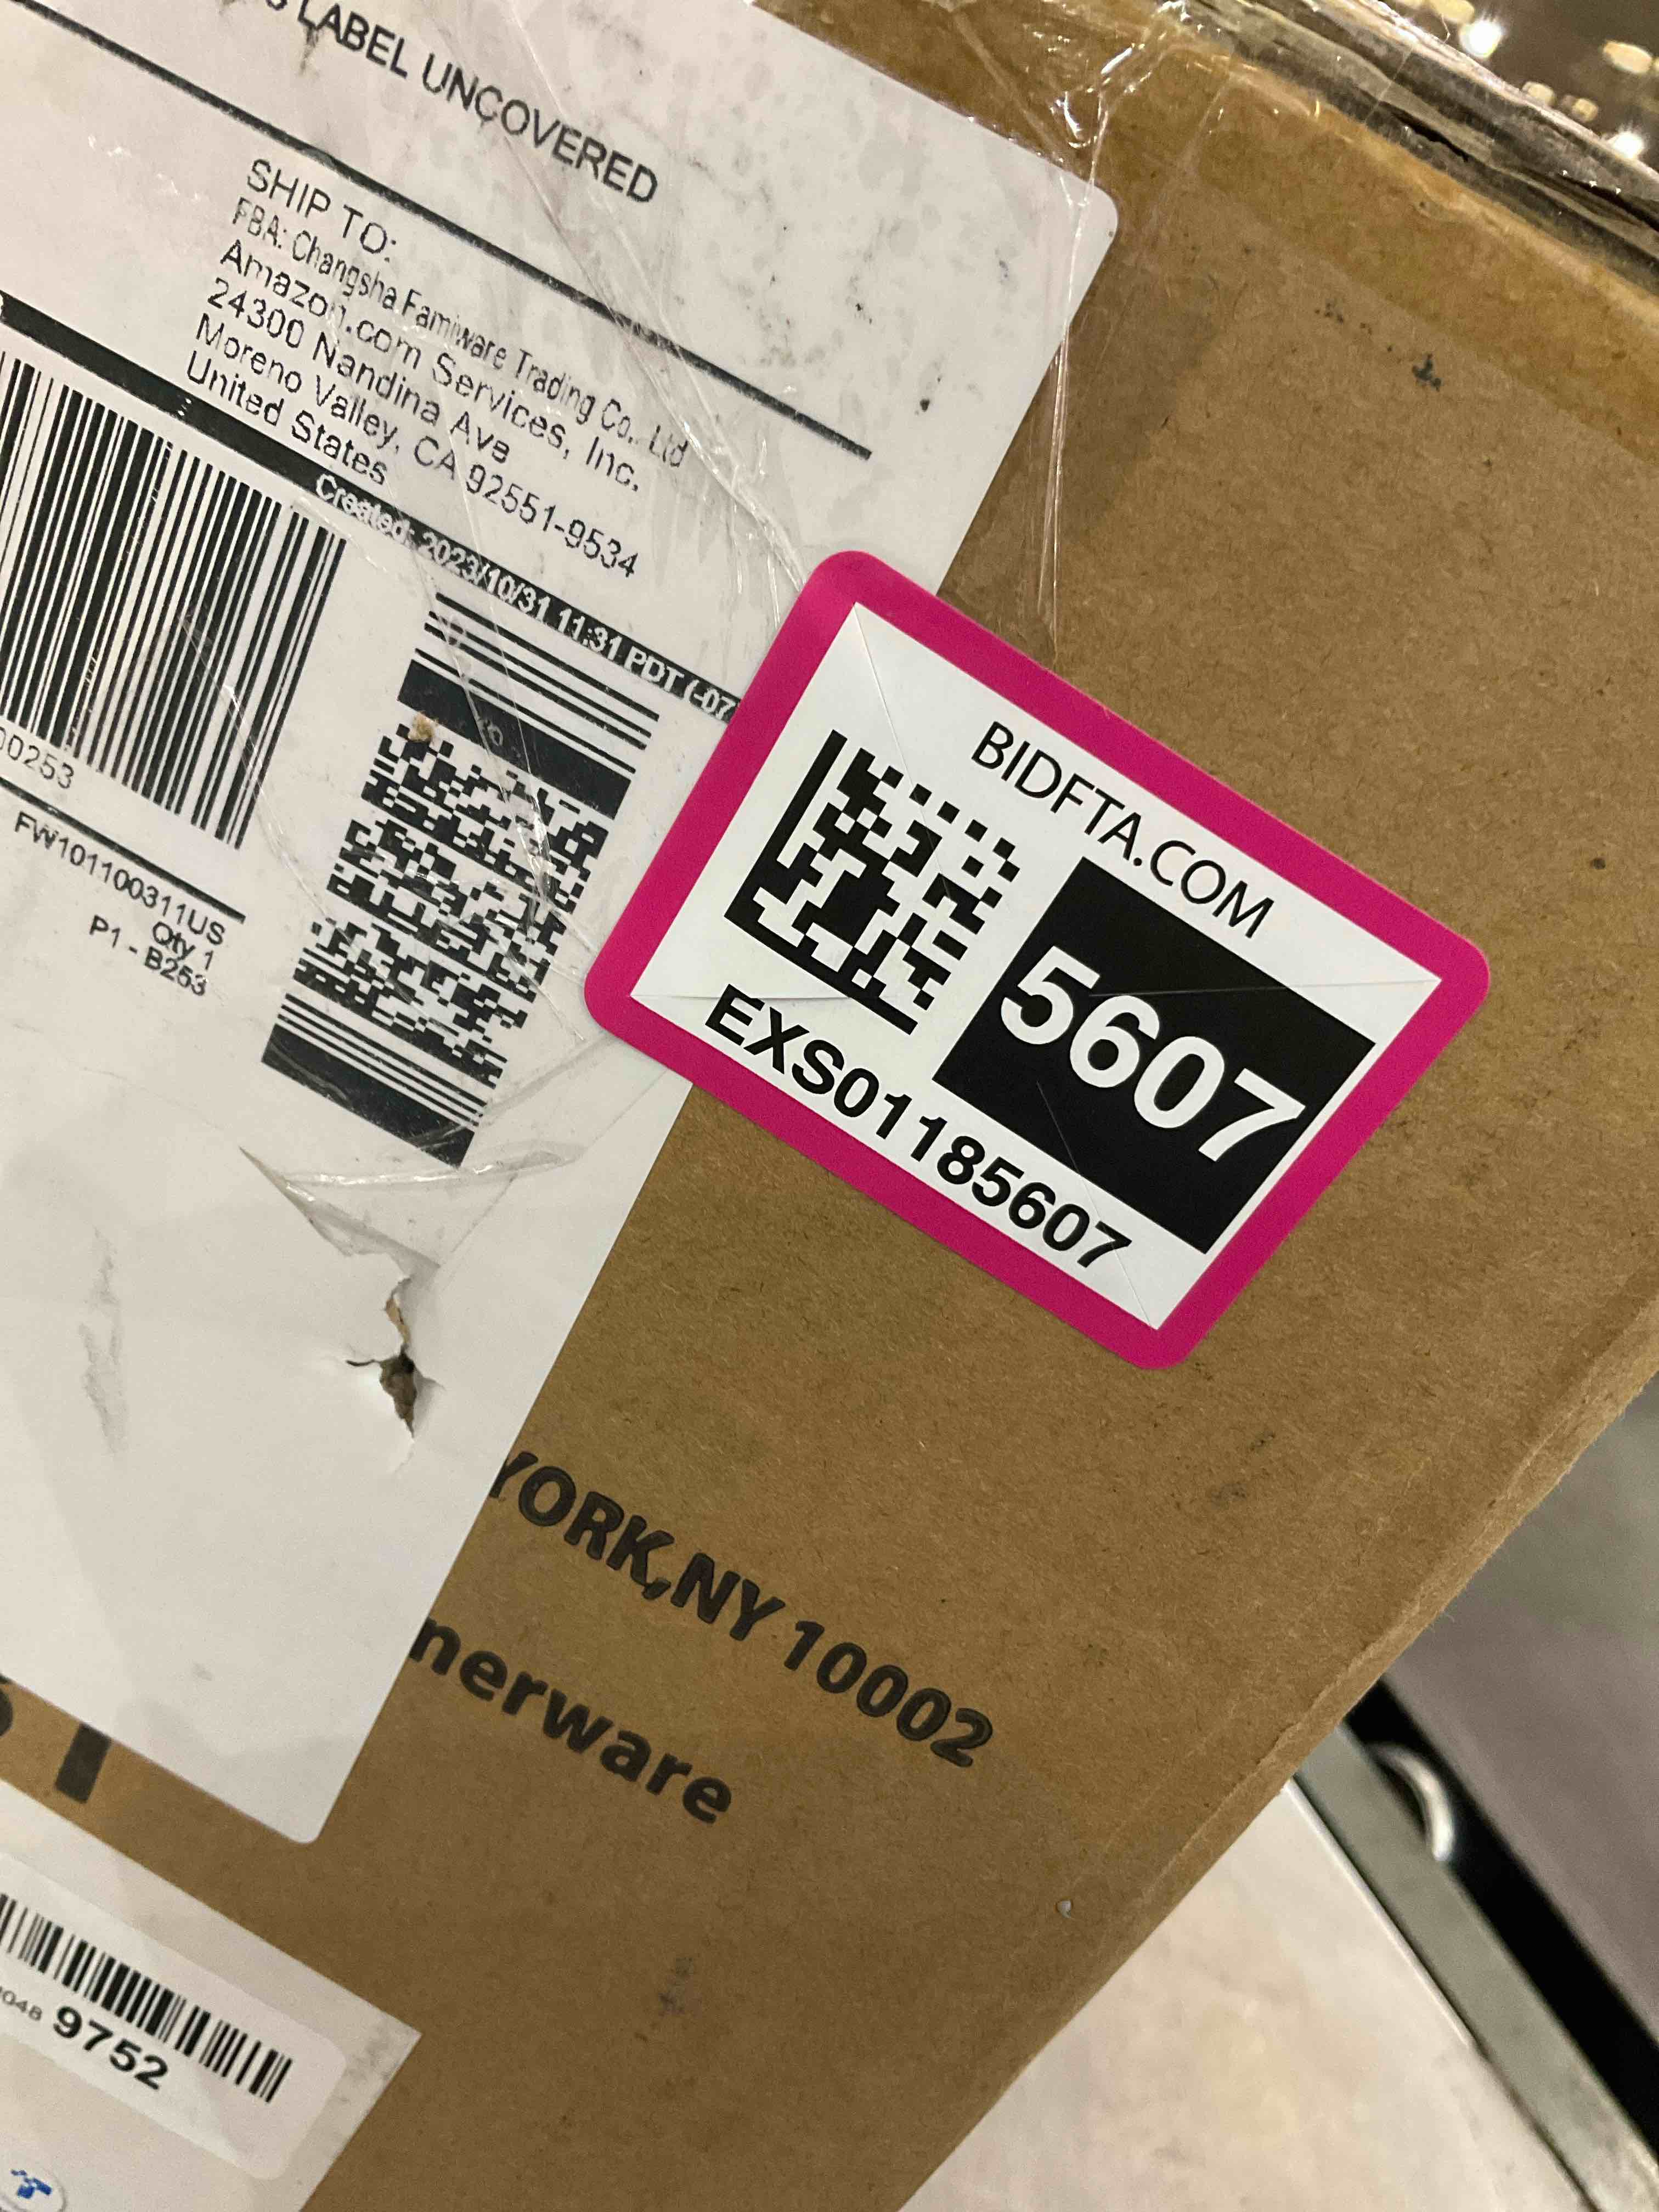 LABEL UNCOVERED
SHIP TO:
FBA: Changsha Famiware Trading Co., Ltd
Amazon.com Services, Inc.
24300 Nandina Ave
Moreno Valley, CA 92551-9534
United States
Created: 2023/10/31 11:31 PDT (-07
00253
FW101100311US
Qty 1
P1 - B253
BIDFTA.COM
5607
EXS01185607
YORK,NY 10002
nerware
048 9752